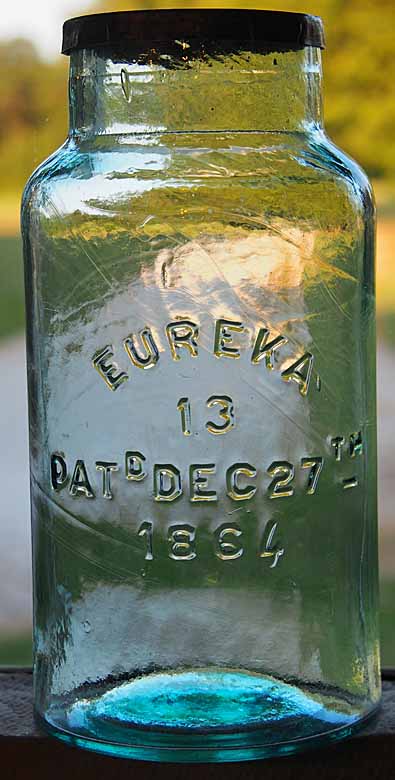 EUREKA
13
PATD DEC 27TH
1864